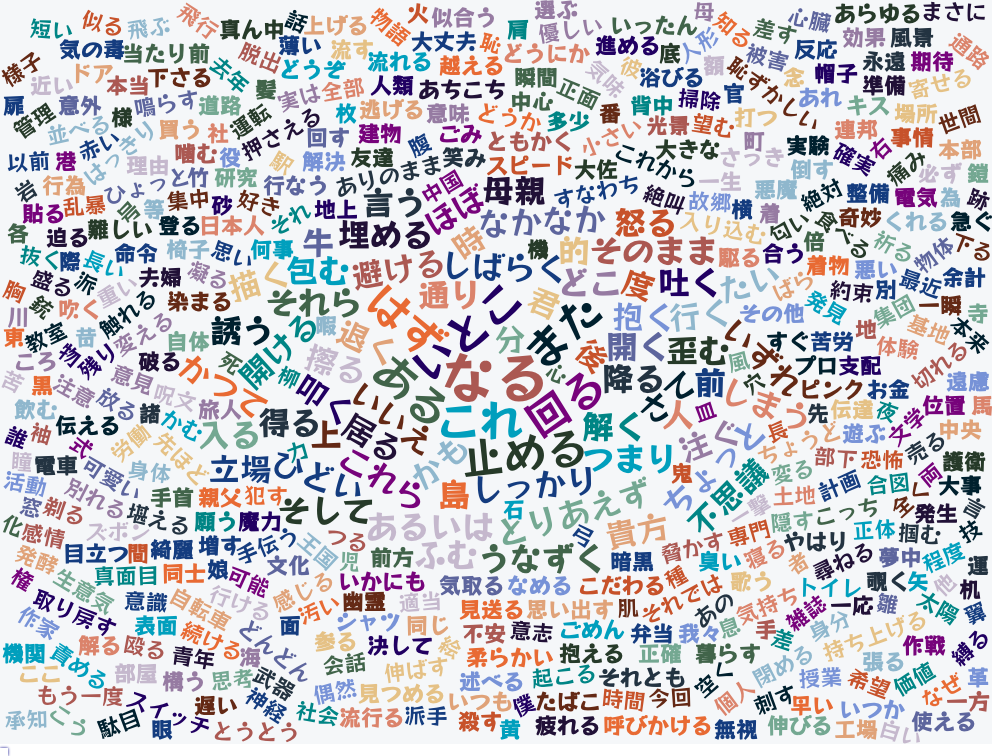 短い 似る 飛ぶ 飛行 真ん中 話 上げる 物語 火 似合う 肩 選ぶ 優しい いったん 母 知る 差す 心臓 あらゆる まさに
気の毒 当たり前 脱出 薄い 流す 大丈夫 恥 どうにか 進める 底 人形 被害 反応 効果 風景 通路
様子 近い ドア 本当 下さる 去年 髪 どうぞ 流れる 越える 瞬間 正面 気味 彼 浴びる 額 恥ずかしい 念 帽子 永遠 期待 準備 寄せる
扉 管理 意外 様 鳴らす 道路 運転 実は 全部 枚 人類 逃げる あちこち 意味 どうか 中心 多少 番 背中 掃除 官 打つ あれ キス 場所 世間
並べる 赤い はっきり 買う 社 押さえる 回す 建物 腹 ごみ ともかく 小さい 光景 望む 町 実験 連邦 事情 右
以前 港 理由 噛む 役 駅 解決 友達 笑み スピード 大佐 これから 大きな さっき 倒す 確実 痛み 本部 必ず 鎧
岩 行為 ひょっと 竹 研究 行なう ありのまま 中国 母親 すなわち 絶叫 一生 故郷 悪魔 絶対 整備 電気 為 跡
貼る 乱暴 局 等 集中 砂 好き それ 地上 言う ほぼ なかなか 怒る 入り込む 横 着 匂い 食べる 奇妙 くれる 急ぐ
各 迫る 難しい 登る 日本人 牛 埋める 時 機 的 そのまま 駆る 合う 倍 祈る 物体 下る
抜く 際 長い 命令 椅子 思い 何事 包む 避ける しばらく どこ 度 吐く たい ばら 着物 悪い 最近 余計
胸 盛る 派 重い 夫婦 凝る 描く それら 通り 君 抱く 行く その他 発見 約束 別 集団 一瞬 寺
川 銃 吹く 触れる 染まる 誘う 暇 退く はず いとこ 分 また 後 開く 歪む 風 いずれ すぐ 苦労 地 基地 本来
東 教室 昔 変える 自体 開ける 擦る ある なる 心 回る 降る プロ 支配 体験 切れる
ころ 物 残り 破る かつて 死 柳 叩く いいえ これ 解く さて 前 穴 しまう ピンク お金 遠慮
苦 黒 注意 放る 意見 呪文 旅人 得る 居る 止める つまり 人 皿 先 伝達 夜 位置 馬
飲む 伝える 諸 かむ 入る 上 かも しっかり 鬼 注ぐ ちょっと 長 ちょうど 遊ぶ 文学 中央
誰 袖 式 労働 先ほど 立場 力 ひどい これら 島 石 不思議 変る 部下 恐怖 売る 画 護衛
瞳 電車 可愛い 身体 手首 親父 犯す そして あるいは とりあえず 撃 土地 計画 合図 全く 大事
活動 窓 剃る 別れる 堪える 願う 魔力 つる ふむ うなずく 弓 貴方 隠す こっち 発生 言
化 感情 ズボン 目立つ 間 綺麗 増す 手伝う 王国 児 前方 暗黒 脅かす 専門 やはり 正体 掴む 技
発酵 生意気 真面目 同士 娘 可能 文化 いかにも 気取る なめる こだわる 種 臭い 寝る 者 尋ねる 夢中 程度 運
権 取り戻す 意識 自転車 行ける 感じる 汚い 幽霊 適当 見送る 思い出す 肌 それでは 歌う トイレ 覗く 矢 他 机
作家 表面 続ける どんどん 面 シャツ 同じ 不安 意志 ごめん 弁当 我々 あの 息 気持ち 雑誌 一応 雛 太陽 翼
機関 責める 解る 殴る 青年 海 参る 決して 絵 柔らかい 抱える 正確 暮らす 手 差 身分 持ち上げる 作戦 縛る
ここ 部屋 構う 思考 武器 会話 伸ばす 述べる 起こる それとも 空く 閉める 授業 張る 希望 価値 なぜ 革
もう一度 スイッチ 遅い 神経 偶然 見つめる いつも 僕 たばこ 時間 今回 個人 刺す 早い いつか 一方
承知 ぐっ 駄目 眼 とうとう 社会 流行る 派手 殺す 黄 疲れる 呼びかける 無視 伸びる 工場 白い 使える